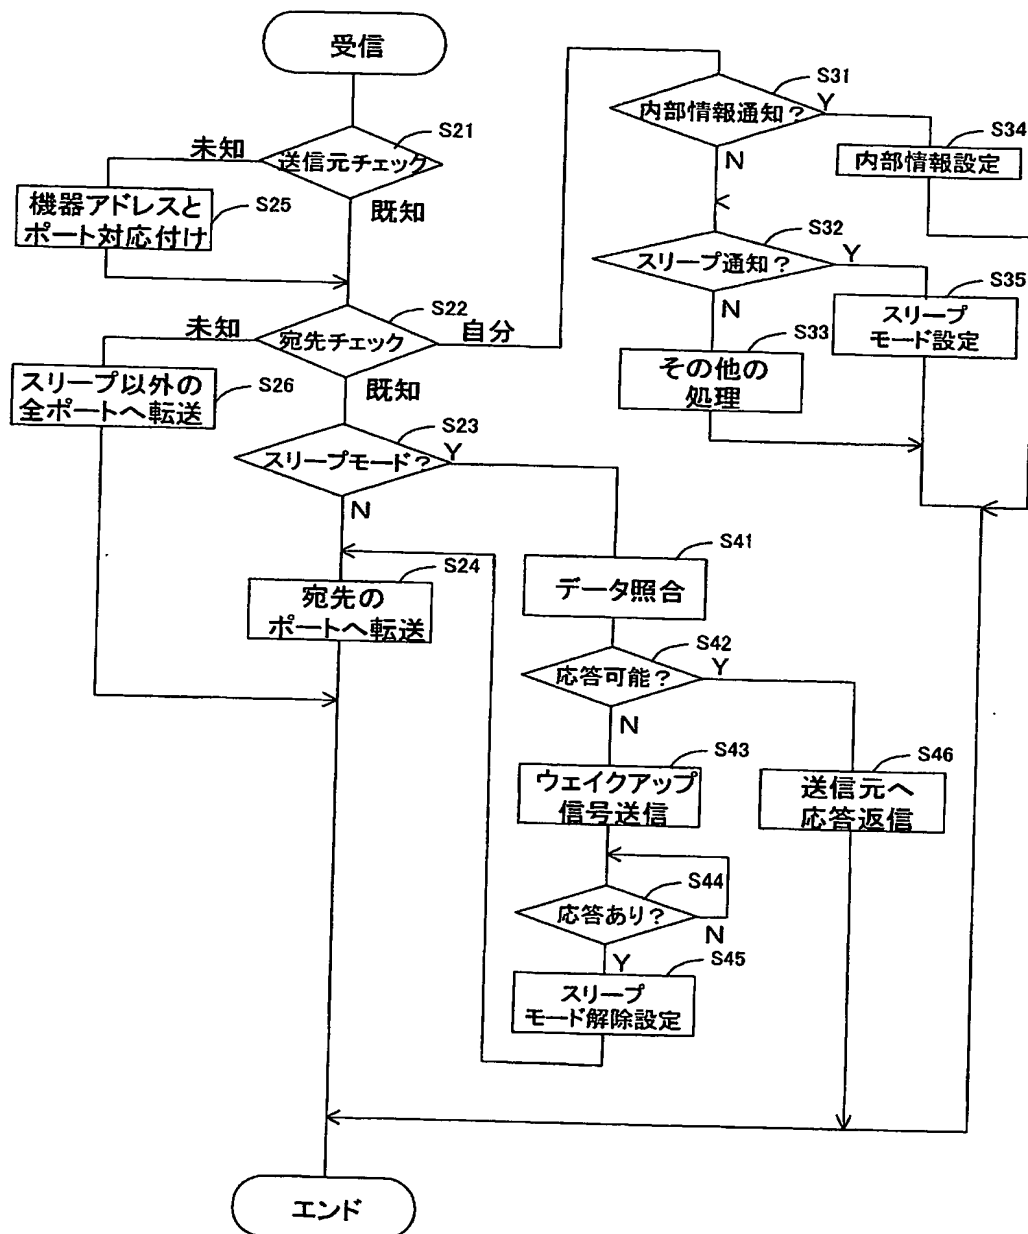 受信
S21
送信元チェック
未知
既知
S25
機器アドレスと
ポート対応付け
S22
宛先チェック
未知
自分
既知
S26
スリープ以外の
全ポートへ転送
S23
スリープモード?
Y
N
S24
宛先の
ポートへ転送
S31
内部情報通知?
Y
N
S34
内部情報設定
S32
スリープ通知?
Y
N
S35
スリープ
モード設定
S33
その他の
処理
S41
データ照合
S42
応答可能?
Y
N
S43
ウェイクアップ
信号送信
S46
送信元へ
応答返信
S44
応答あり?
N
Y
S45
スリープ
モード解除設定
エンド